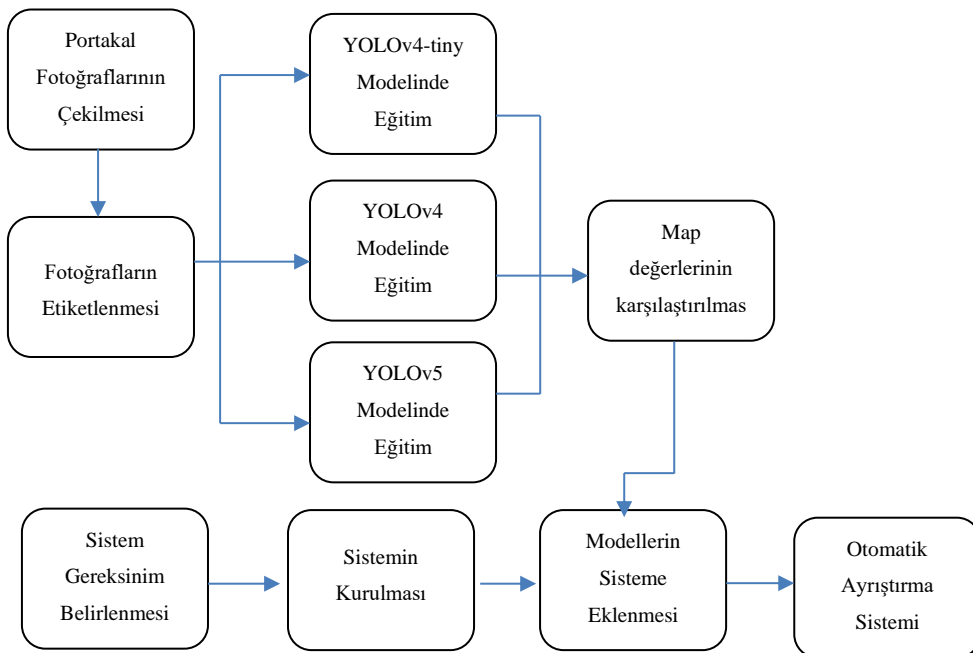 Portakal
Fotoğraflarının
Çekilmesi
Fotoğrafların
Etiketlenmesi
YOLOv4-tiny
Modelinde
Eğitim
YOLOv4
Modelinde
Eğitim
YOLOv5
Modelinde
Eğitim
Map
değerlerinin
karşılaştırılmas
Sistem
Gereksinim
Belirlenmesi
Sistemin
Kurulması
Modellerin
Sisteme
Eklenmesi
Otomatik
Ayrıştırma
Sistemi